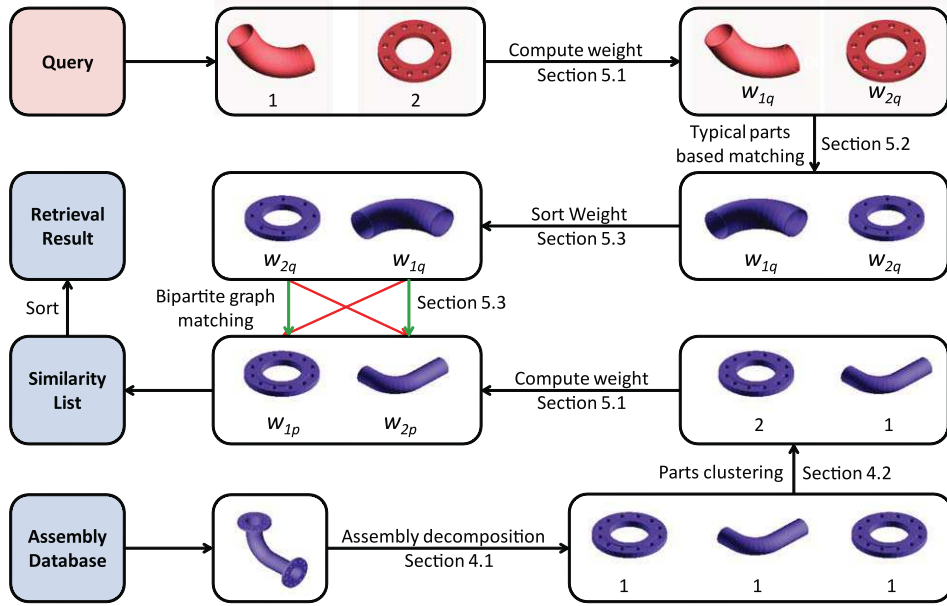 Query
1
2
Compute weight
Section 5.1
w1q
w2q
Typical parts
based matching
Section 5.2
Retrieval
Result
w2q
w1q
Sort Weight
Section 5.3
w1q
w2q
Sort
Bipartite graph
matching
Section 5.3
Similarity
List
w1p
w2p
Compute weight
Section 5.1
2
1
Parts clustering
Section 4.2
Assembly
Database
Assembly decomposition
Section 4.1
1
1
1